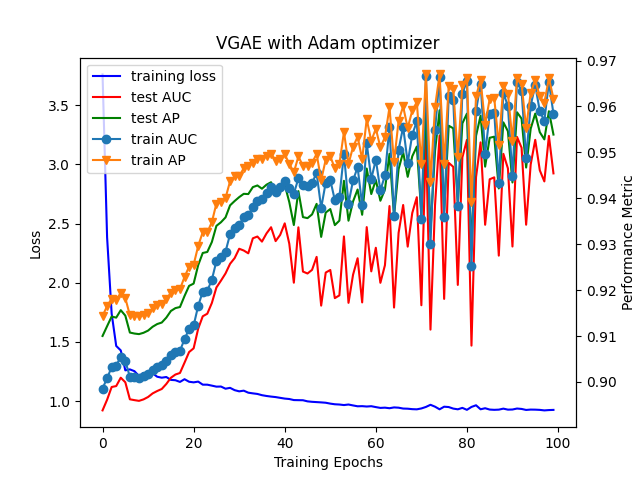 VGAE with Adam optimizer
training loss
test AUC
test AP
train AUC
train AP
Loss
3.5
3.0
2.5
2.0
1.5
1.0
0.97
0.96
0.95
0.94
0.93
0.92
0.91
0.90
Performance Metric
0
20
40
60
80
100
Training Epochs